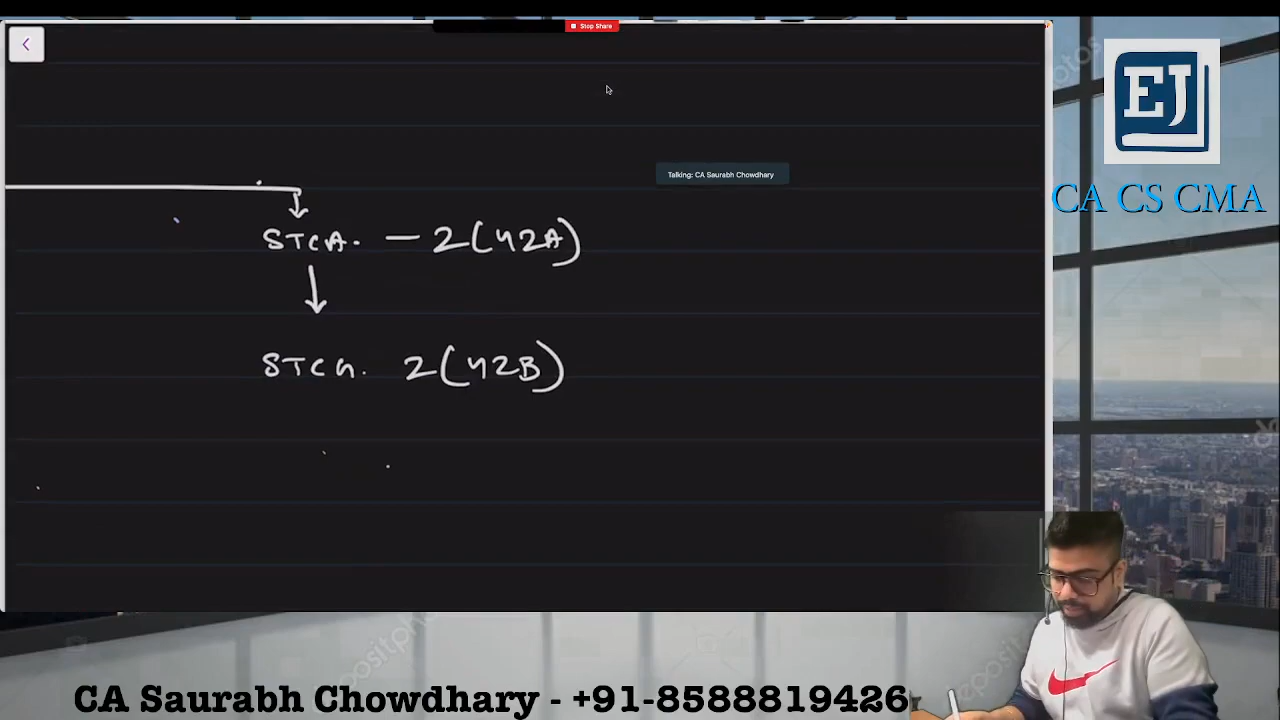 Stop Share
EJ
Talking: CA Saurabh Chowdhary
CA CS CMA
STCA. - 2(42A)
STCG. 2(42B)
CA Saurabh Chowdhary - +91-8588819426